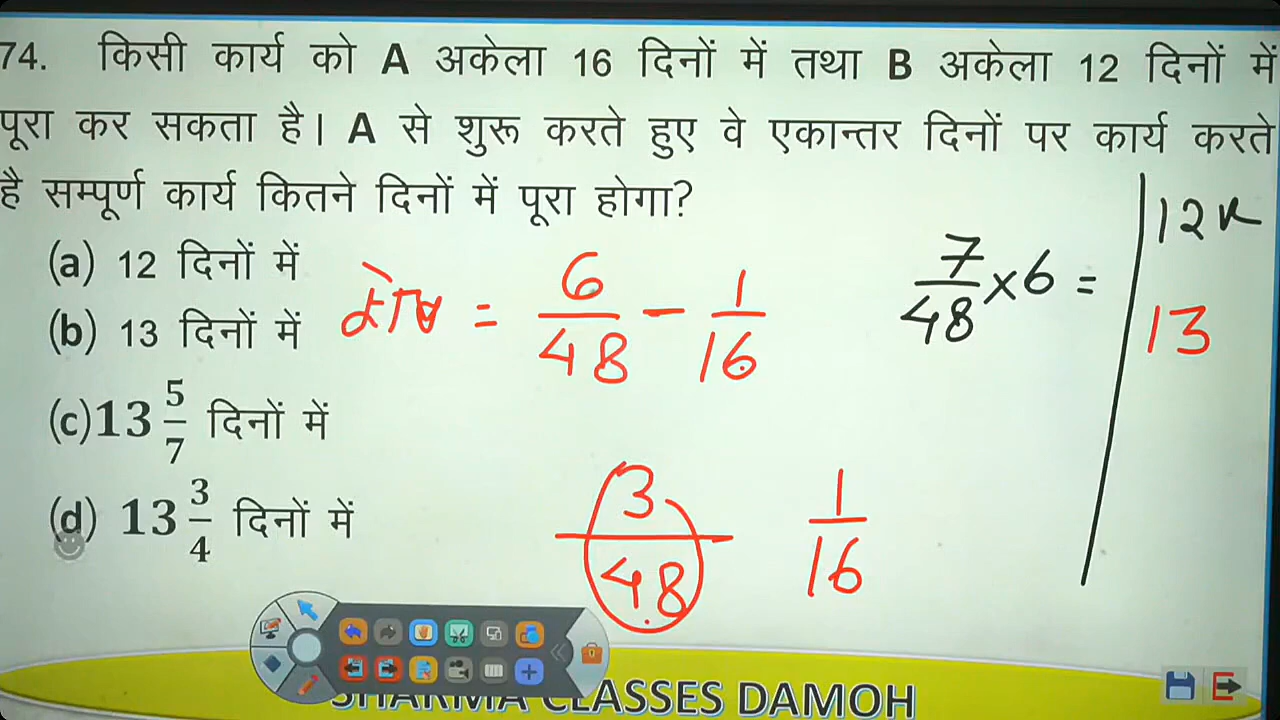 74. किसी कार्य को A अकेला 16 दिनों में तथा B अकेला 12 दिनों में
पूरा कर सकता है। A से शुरू करते हुए वे एकान्तर दिनों पर कार्य करते
है सम्पूर्ण कार्य कितने दिनों में पूरा होगा?
(a) 12 दिनों में
(b) 13 दिनों में
(c) 13 5/7 दिनों में
(d) 13 3/4 दिनों में
शेष = 6/48 - 1/16
7/48 × 6 =
12
13
3/48
1/16
SHARMA CLASSES DAMOH